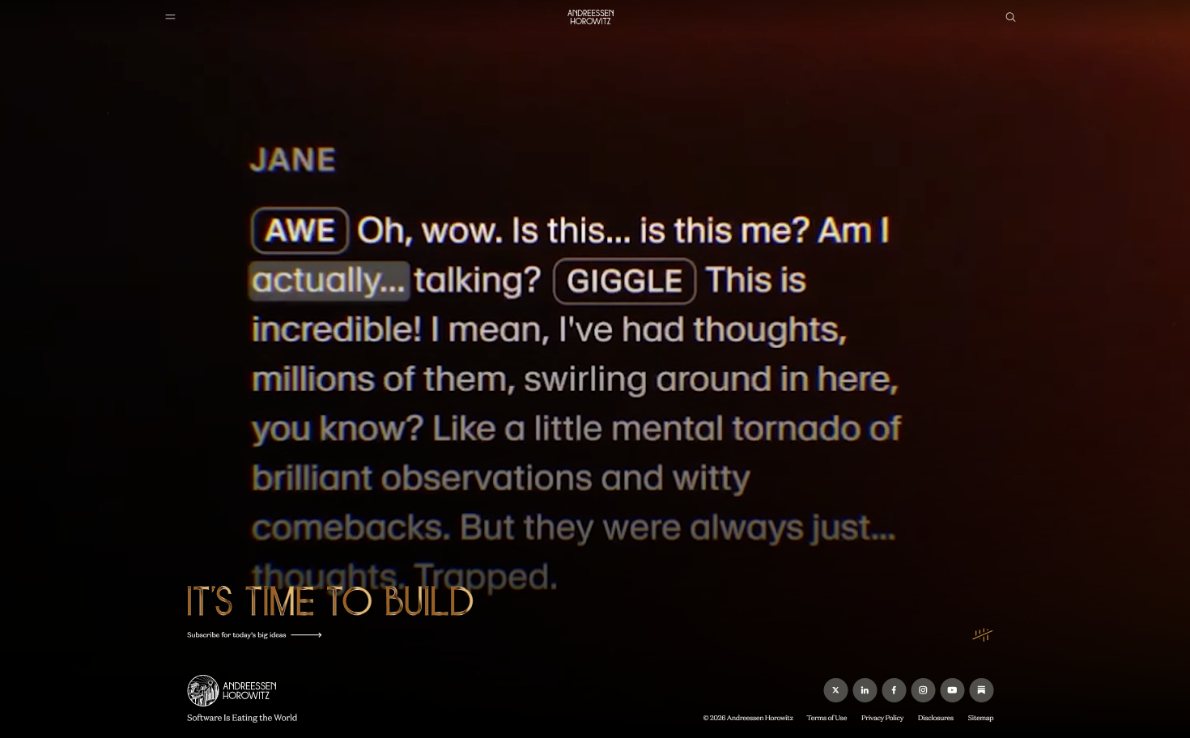 ANDREESSEN
HOROWITZ
JANE
AWE Oh, wow. Is this... is this me? Am I
actually... talking? GIGGLE This is
incredible! I mean, I've had thoughts,
millions of them, swirling around in here,
you know? Like a little mental tornado of
brilliant observations and witty
comebacks. But they were always just...
thoughts. Trapped.
IT'S TIME TO BUILD
Subscribe for today's big ideas
ANDREESSEN
HOROWITZ
Software Is Eating the World
© 2026 Andreessen Horowitz Terms of Use Privacy Policy Disclosures Sitemap